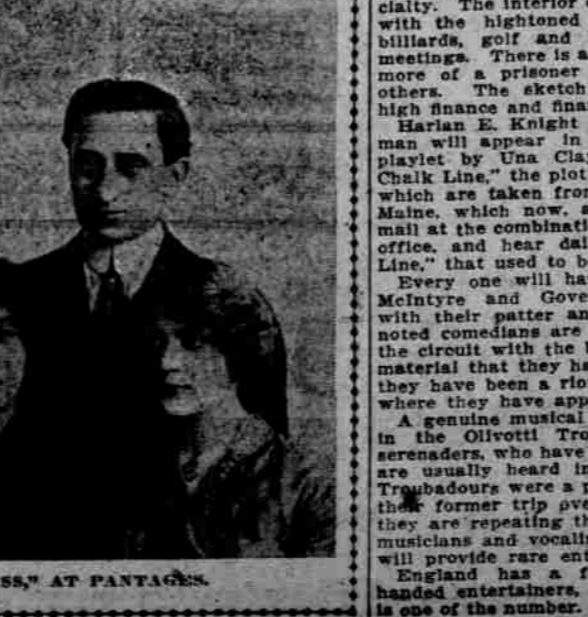 SS," AT PANTAGES.
cialty. The interior
with the hightoned
billiards, golf and
meetings. There is a
more of a prisoner
others. The sketch
high finance and fina
Harlan E. Knight
man will appear in
playlet by Una Cla
Chalk Line," the plot
which are taken fro
Maine, which now, a
mail at the combinati
office, and hear dai
Line," that used to b
Every one will ha
McIntyre and Gove
with their patter an
noted comedians are
the circuit with the
material that they ha
they have been a rio
where they have app
A genuine musical
in the Olivotti Tro
serenaders, who have
are usually heard in
Troubadours were a p
their former trip ove
they are repeating th
musicians and vocalis
will provide rare ent
England has a f
handed entertainers,
is one of the number.